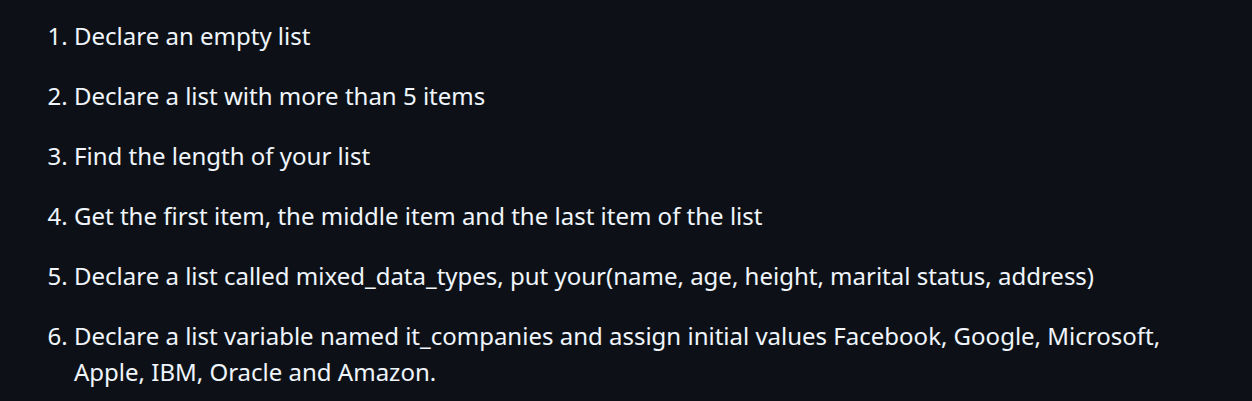 1. Declare an empty list
2. Declare a list with more than 5 items
3. Find the length of your list
4. Get the first item, the middle item and the last item of the list
5. Declare a list called mixed_data_types, put your(name, age, height, marital status, address)
6. Declare a list variable named it_companies and assign initial values Facebook, Google, Microsoft,
Apple, IBM, Oracle and Amazon.